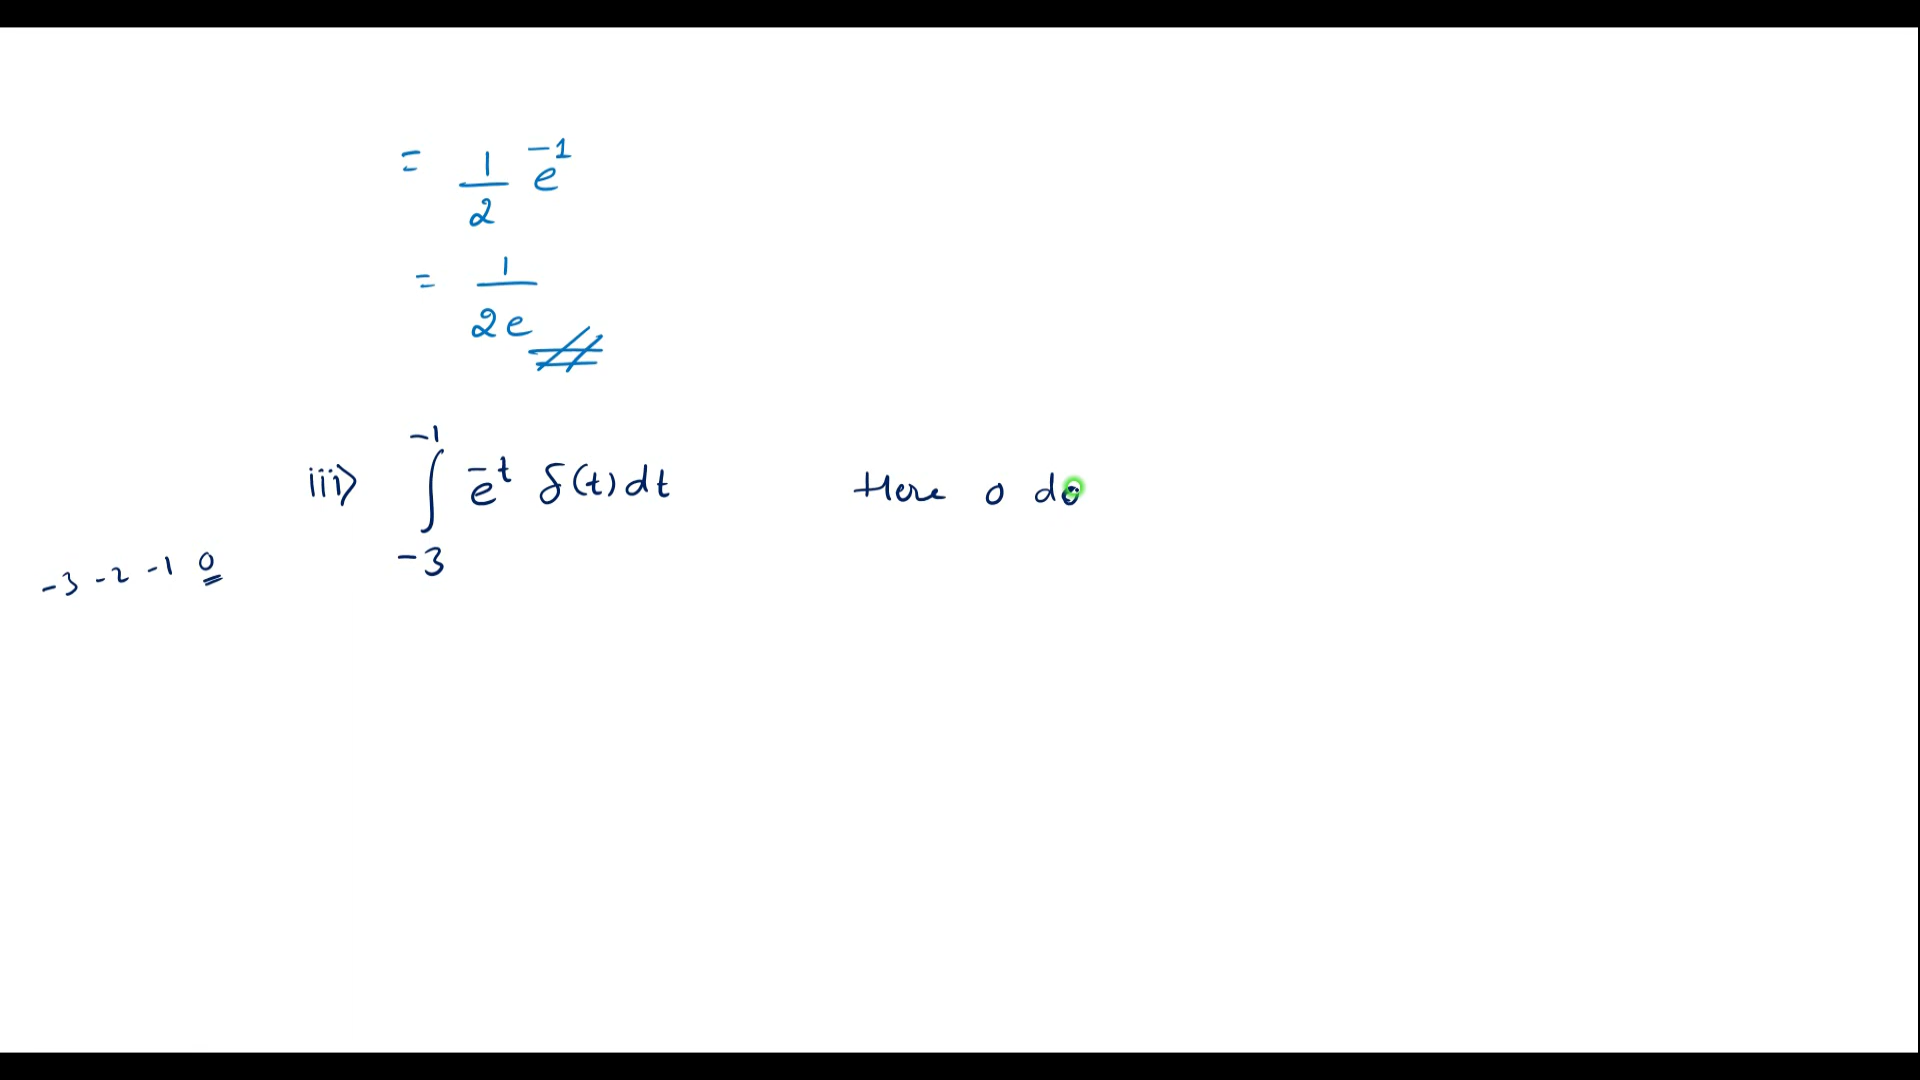 = 1/2 e^-1
= 1/2e
iii) ∫_-3^-1 e^-t δ(t) dt Here 0 do
-3 -2 -1 0